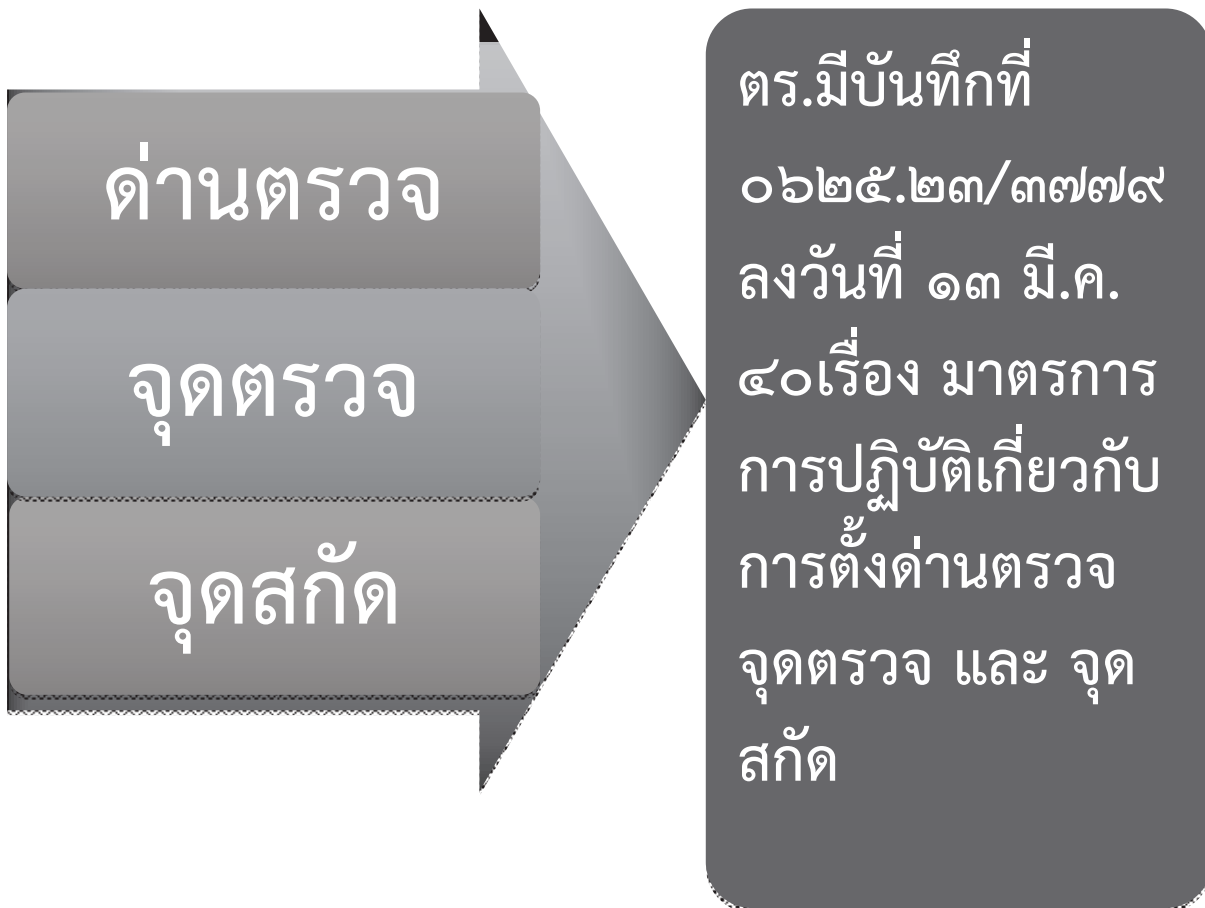 ด่านตรวจ
จุดตรวจ
จุดสกัด
ตร.มีบันทึกที่
๐๖๒๕.๒๓/๓๗๗๙
ลงวันที่ ๑๓ มี.ค.
๔๐เรื่อง มาตรการ
การปฏิบัติเกี่ยวกับ
การตั้งด่านตรวจ
จุดตรวจ และ จุด
สกัด